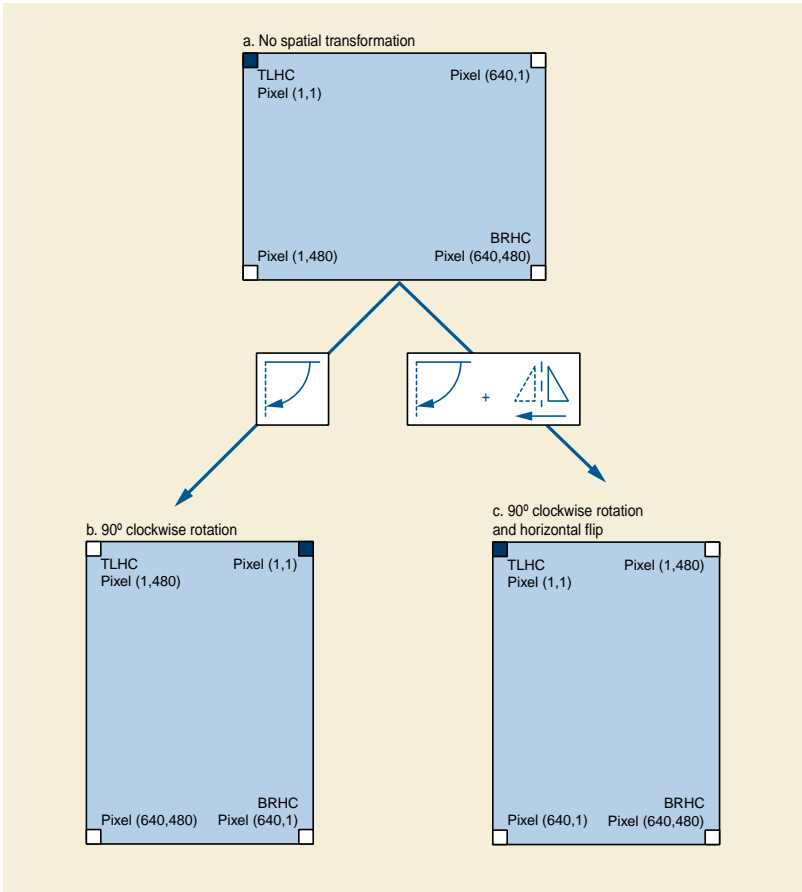 a. No spatial transformation
TLHC
Pixel (1,1)
Pixel (640,1)
Pixel (1,480)
BRHC
Pixel (640,480)
+
b. 90º clockwise rotation
TLHC
Pixel (1,480)
Pixel (1,1)
Pixel (640,480)
BRHC
Pixel (640,1)
c. 90º clockwise rotation
and horizontal flip
TLHC
Pixel (1,1)
Pixel (1,480)
Pixel (640,1)
BRHC
Pixel (640,480)